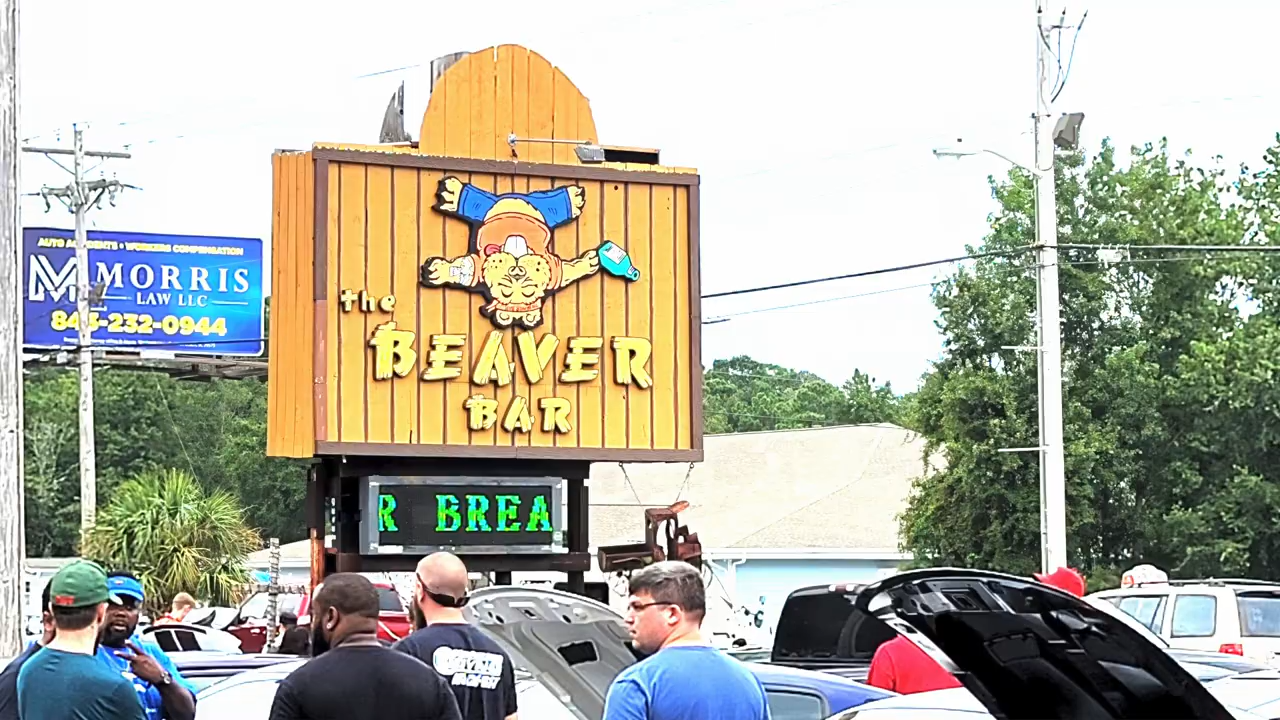 AUTO ACCIDENTS • WORKERS COMPENSATION
M MORRIS
LAW LLC
843-232-0944
the
BEAVER
BAR
R BREA